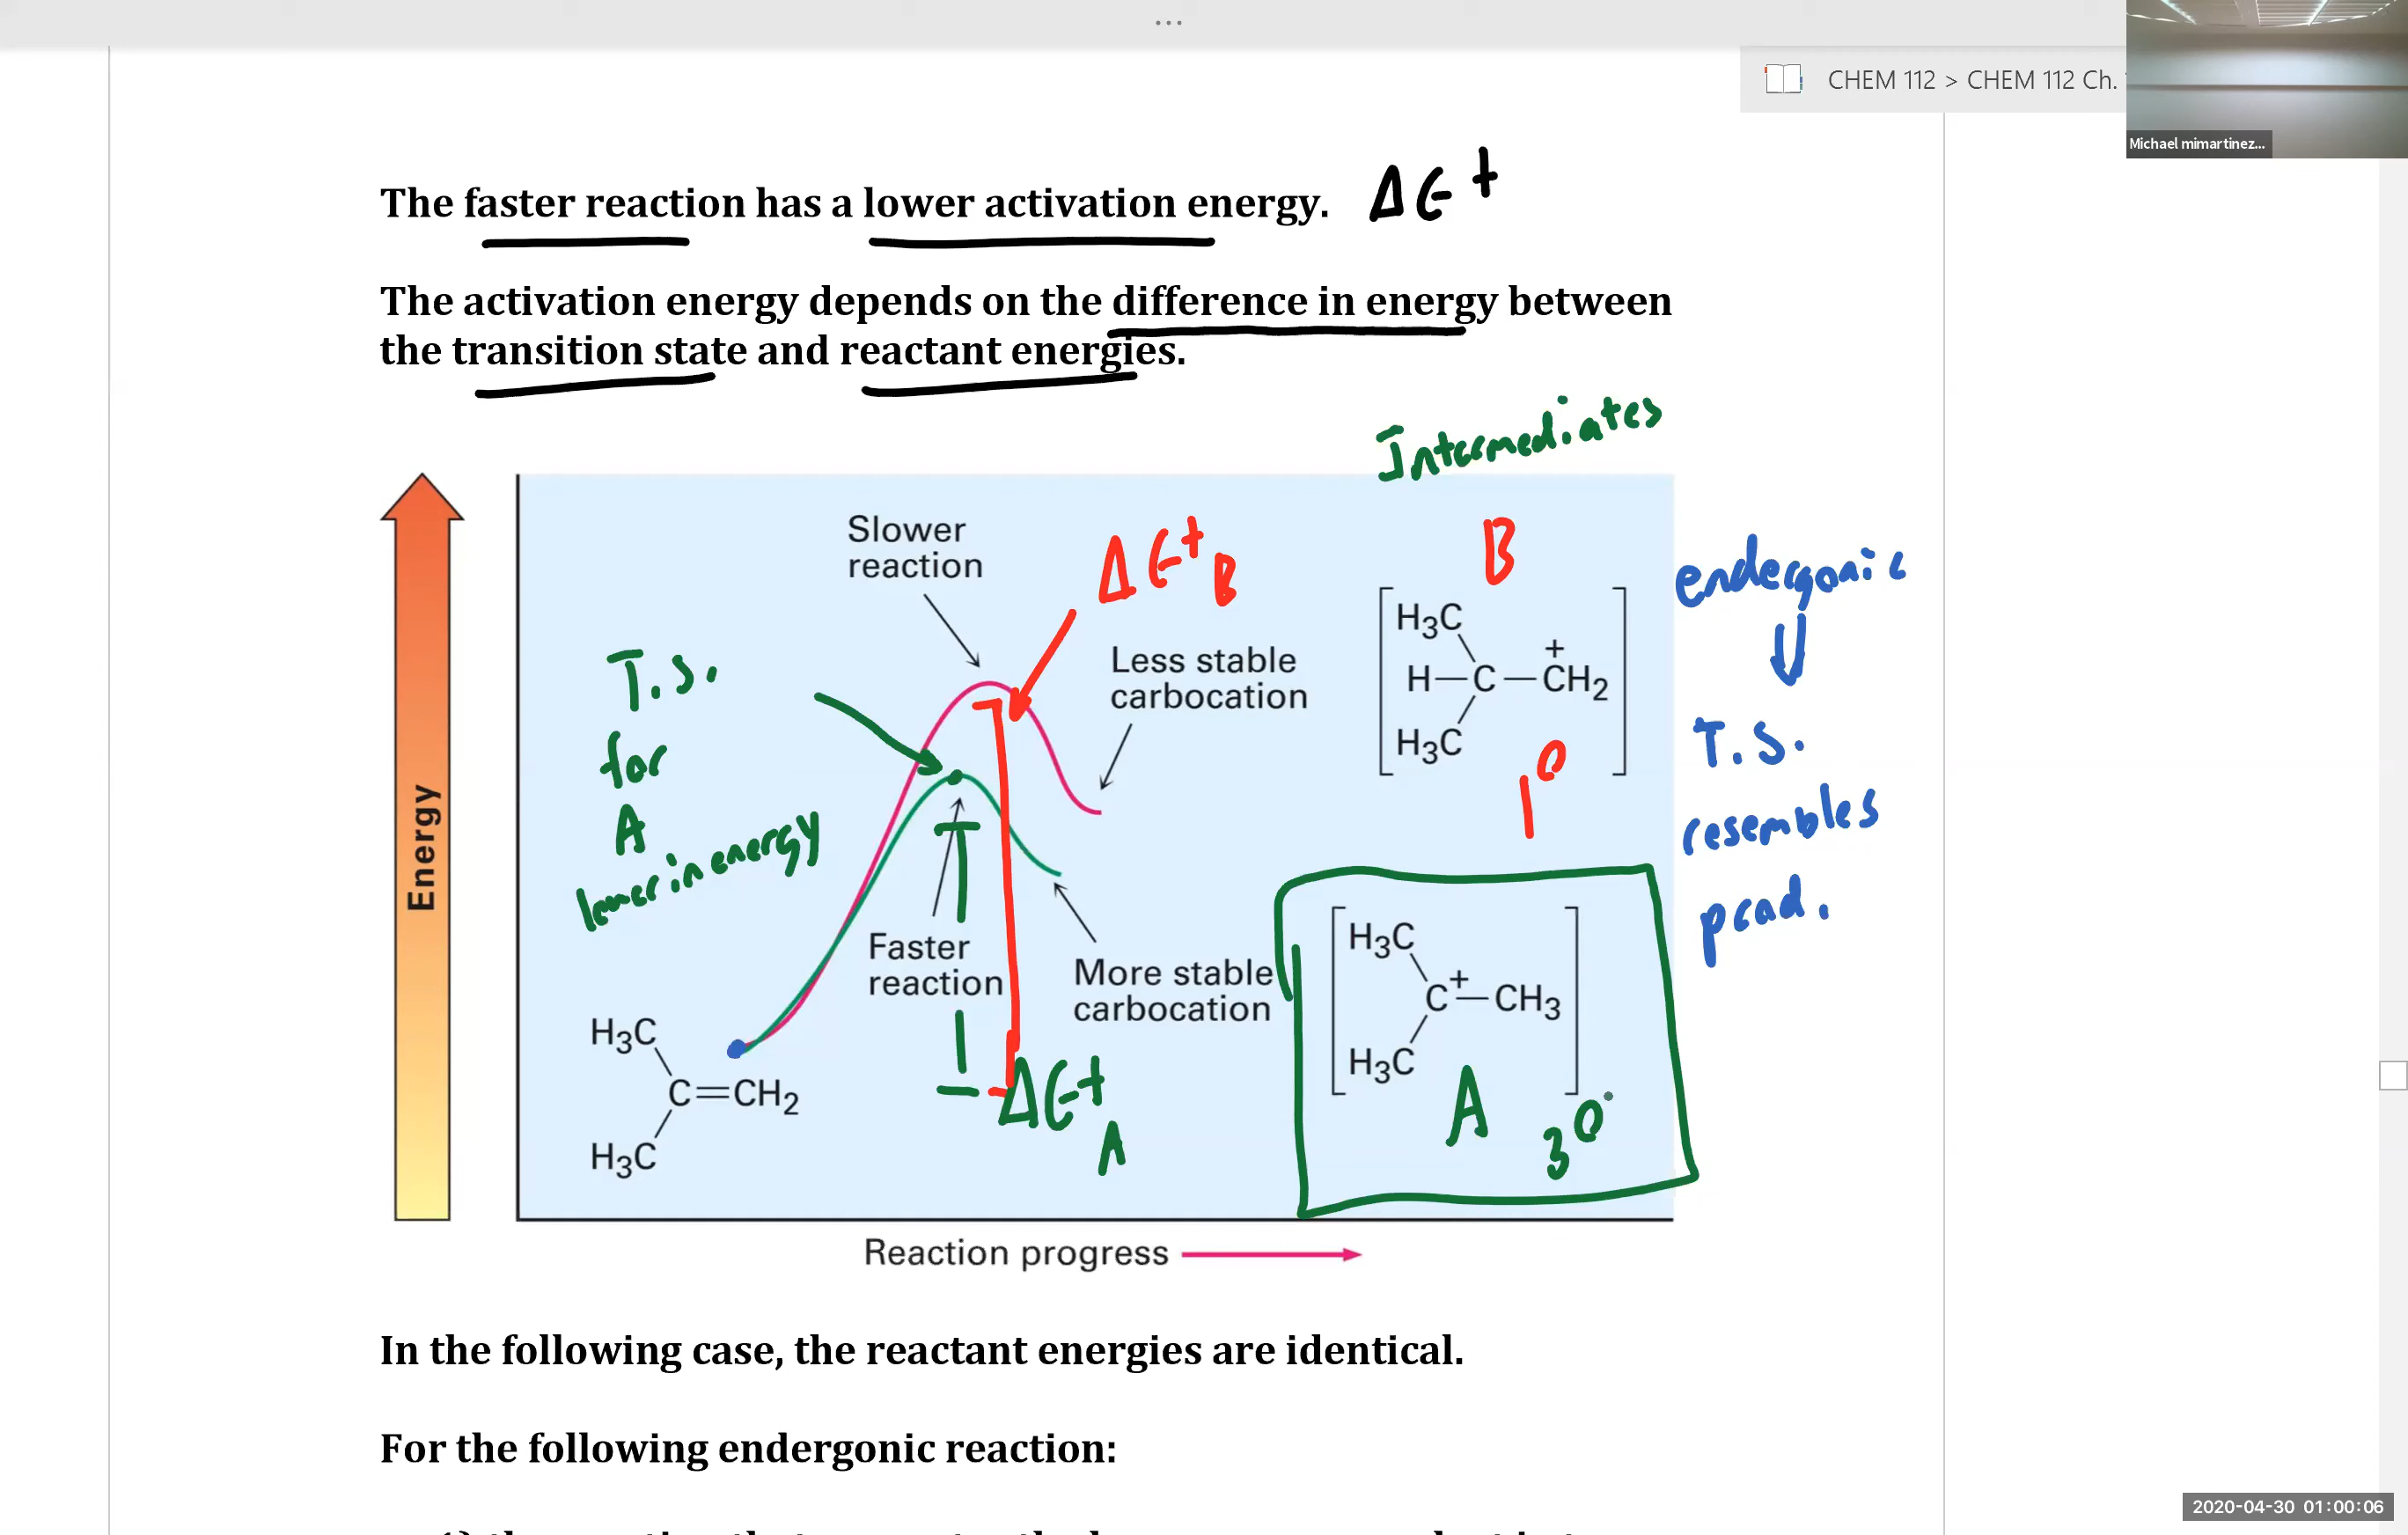 ...
CHEM 112 > CHEM 112 Ch.
Michael mimartinez...
The faster reaction has a lower activation energy. ΔE‡
The activation energy depends on the difference in energy between
the transition state and reactant energies.
Intermediates
Slower
reaction
ΔE‡B
B
endergonic
T.S.
for
A
lower in energy
Less stable
carbocation
H3C
H—C—CH2
+
H3C
1°
T.S.
resembles
prod.
Energy
Faster
reaction
More stable
carbocation
H3C
C+—CH3
H3C
A 3°
H3C
C=CH2
H3C
ΔE‡A
Reaction progress
In the following case, the reactant energies are identical.
For the following endergonic reaction:
2020-04-30 01:00:06